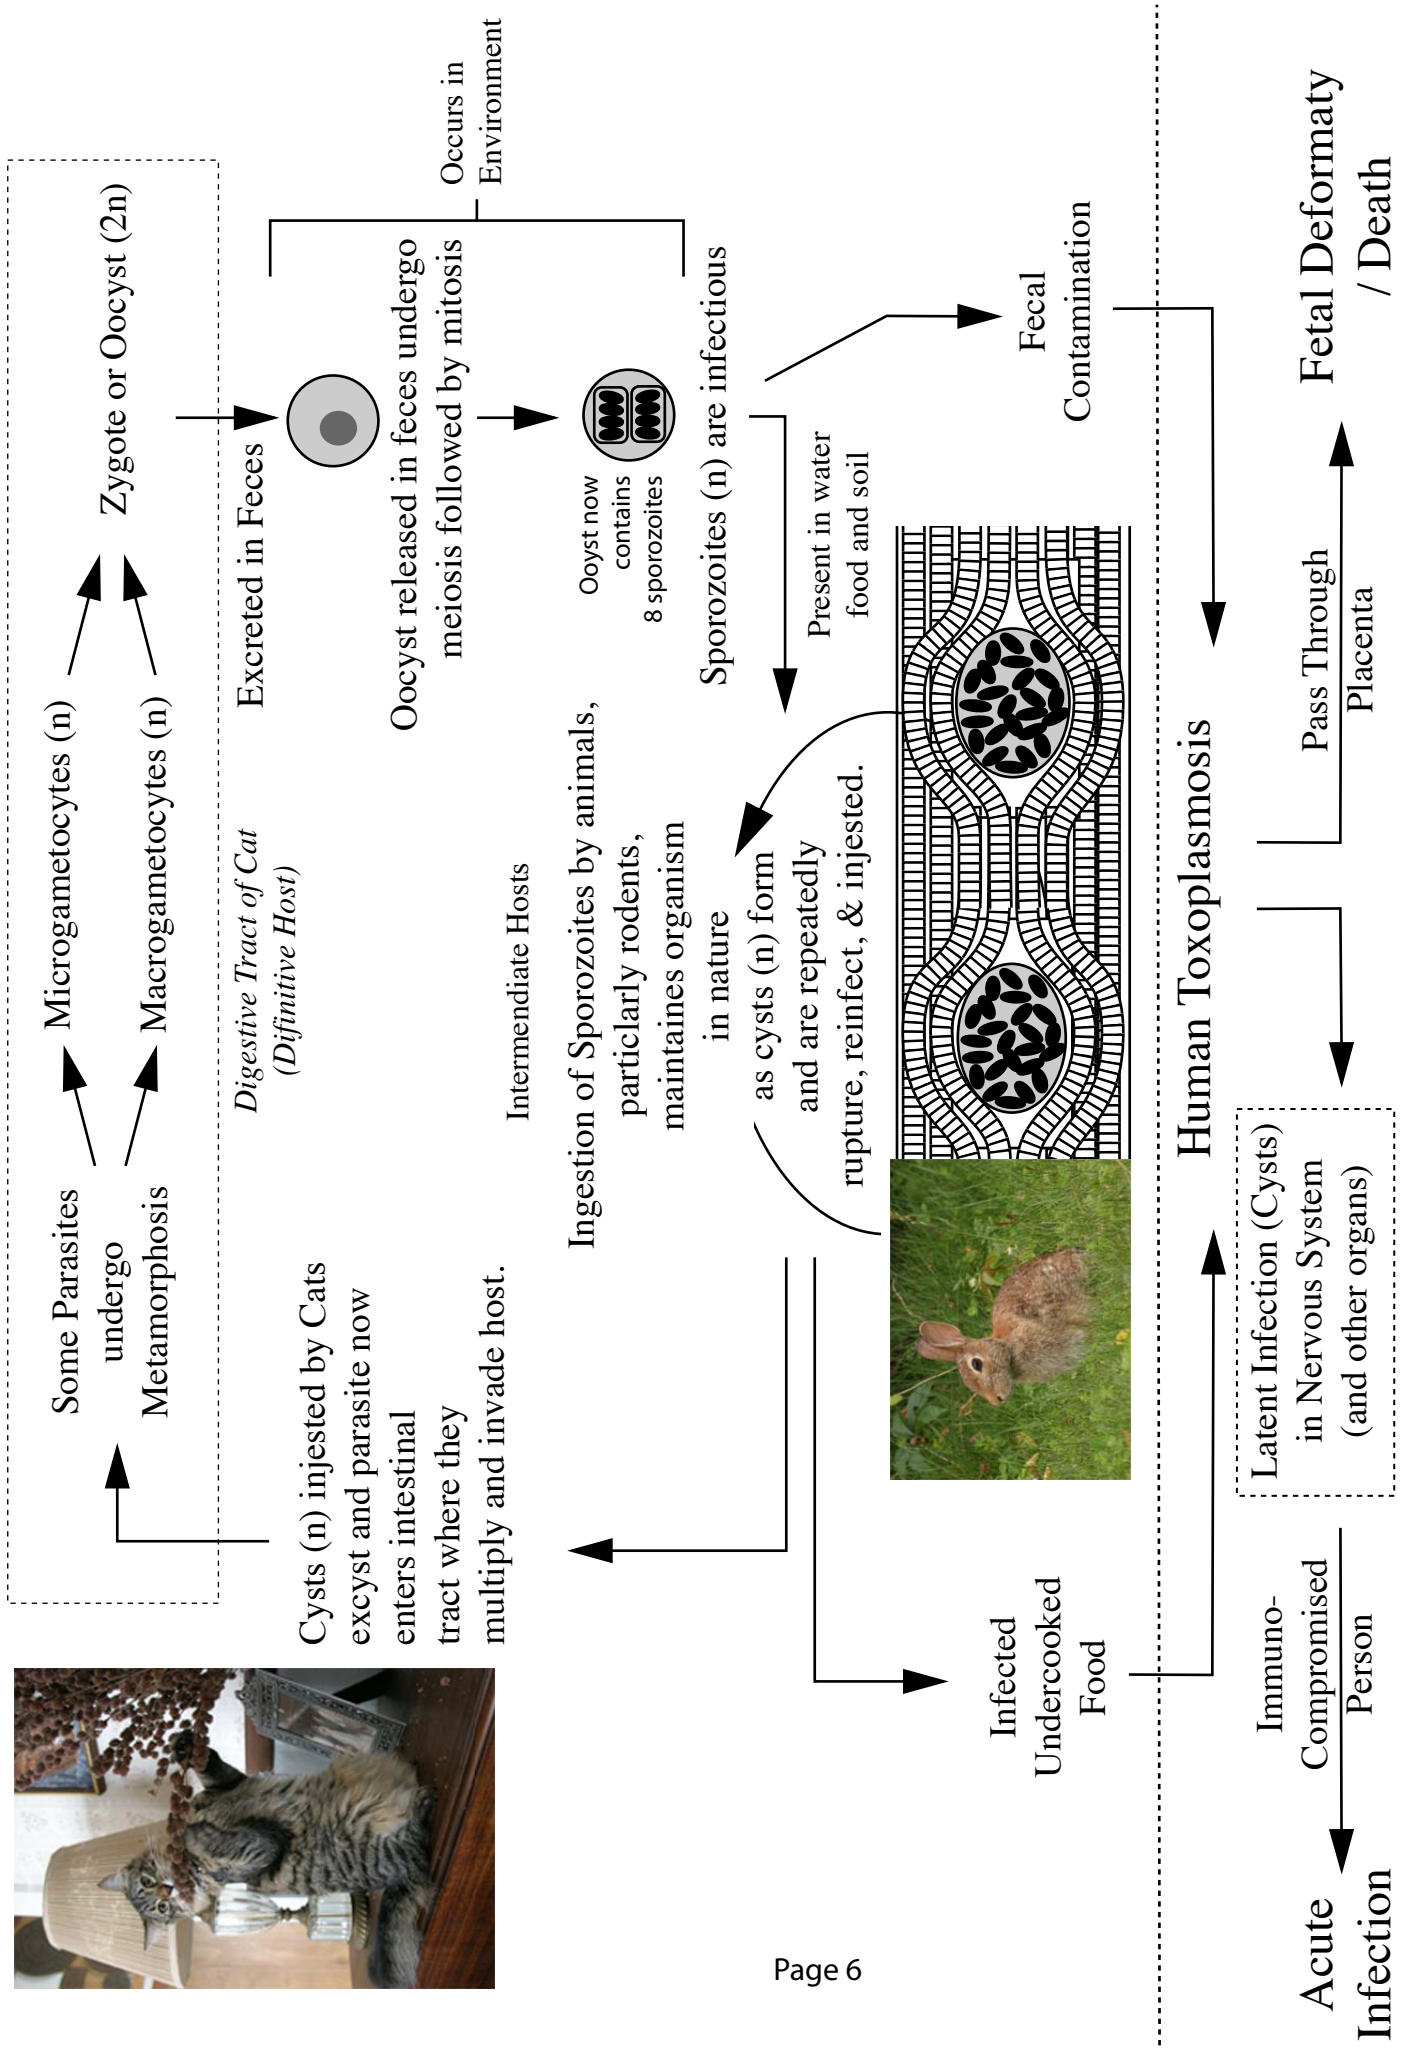 Some Parasites
undergo
Metamorphosis
Microgametocytes (n)
Macrogametocytes (n)
Zygote or Oocyst (2n)
Digestive Tract of Cat
(Difinitive Host)
Excreted in Feces
Cysts (n) injested by Cats
excyst and parasite now
enters intestinal
tract where they
multiply and invade host.
Oocyst released in feces undergo
meiosis followed by mitosis
Occurs in
Environment
Intermendiate Hosts
Ingestion of Sporozoites by animals,
particlarly rodents,
maintaines organism
in nature
as cysts (n) form
and are repeatedly
rupture, reinfect, & injested.
Ooyst now
contains
8 sporozoites
Sporozoites (n) are infectious
Present in water
food and soil
Infected
Undercooked
Food
Fecal
Contamination
Human Toxoplasmosis
Acute
Infection
Immuno-
Compromised
Person
Latent Infection (Cysts)
in Nervous System
(and other organs)
Pass Through
Placenta
Fetal Deformaty
/ Death
Page 6